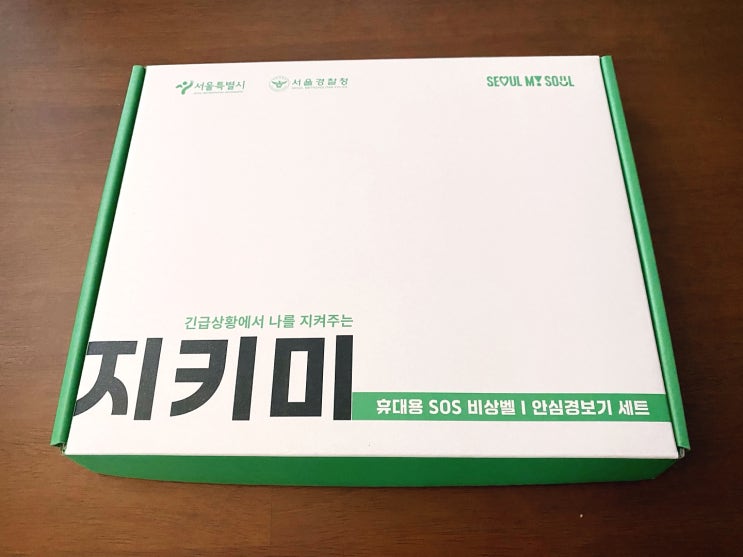 서울특별시
서울경찰청
SEOUL MY SOUL
긴급상황에서 나를 지켜주는
지키미
휴대용 SOS 비상벨 | 안심경보기 세트